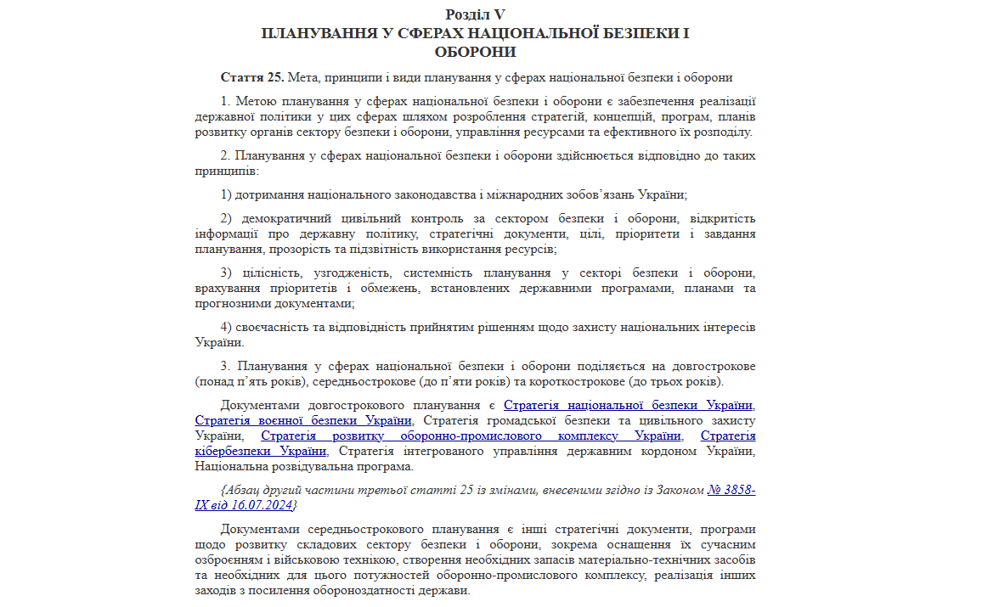 Розділ V
ПЛАНУВАННЯ У СФЕРАХ НАЦІОНАЛЬНОЇ БЕЗПЕКИ І
ОБОРОНИ
Стаття 25. Мета, принципи і види планування у сферах національної безпеки і оборони
1. Метою планування у сферах національної безпеки і оборони є забезпечення реалізації
державної політики у цих сферах шляхом розроблення стратегій, концепцій, програм, планів
розвитку органів сектору безпеки і оборони, управління ресурсами та ефективного їх розподілу.
2. Планування у сферах національної безпеки і оборони здійснюється відповідно до таких
принципів:
1) дотримання національного законодавства і міжнародних зобов’язань України;
2) демократичний цивільний контроль за сектором безпеки і оборони, відкритість
інформації про державну політику, стратегічні документи, цілі, пріоритети і завдання
планування, прозорість та підзвітність використання ресурсів;
3) цілісність, узгодженість, системність планування у секторі безпеки і оборони,
врахування пріоритетів і обмежень, встановлених державними програмами, планами та
прогнозними документами;
4) своєчасність та відповідність прийнятим рішенням щодо захисту національних інтересів
України.
3. Планування у сферах національної безпеки і оборони поділяється на довгострокове
(понад п’ять років), середньострокове (до п’яти років) та короткострокове (до трьох років).
Документами довгострокового планування є Стратегія національної безпеки України,
Стратегія воєнної безпеки України, Стратегія громадської безпеки та цивільного захисту
України, Стратегія розвитку оборонно-промислового комплексу України, Стратегія
кібербезпеки України, Стратегія інтегрованого управління державним кордоном України,
Національна розвідувальна програма.
{Абзац другий частини третьої статті 25 із змінами, внесеними згідно із Законом № 3858-
IX від 16.07.2024}
Документами середньострокового планування є інші стратегічні документи, програми
щодо розвитку складових сектору безпеки і оборони, зокрема оснащення їх сучасним
озброєнням і військовою технікою, створення необхідних запасів матеріально-технічних засобів
та необхідних для цього потужностей оборонно-промислового комплексу, реалізація інших
заходів з посилення обороноздатності держави.